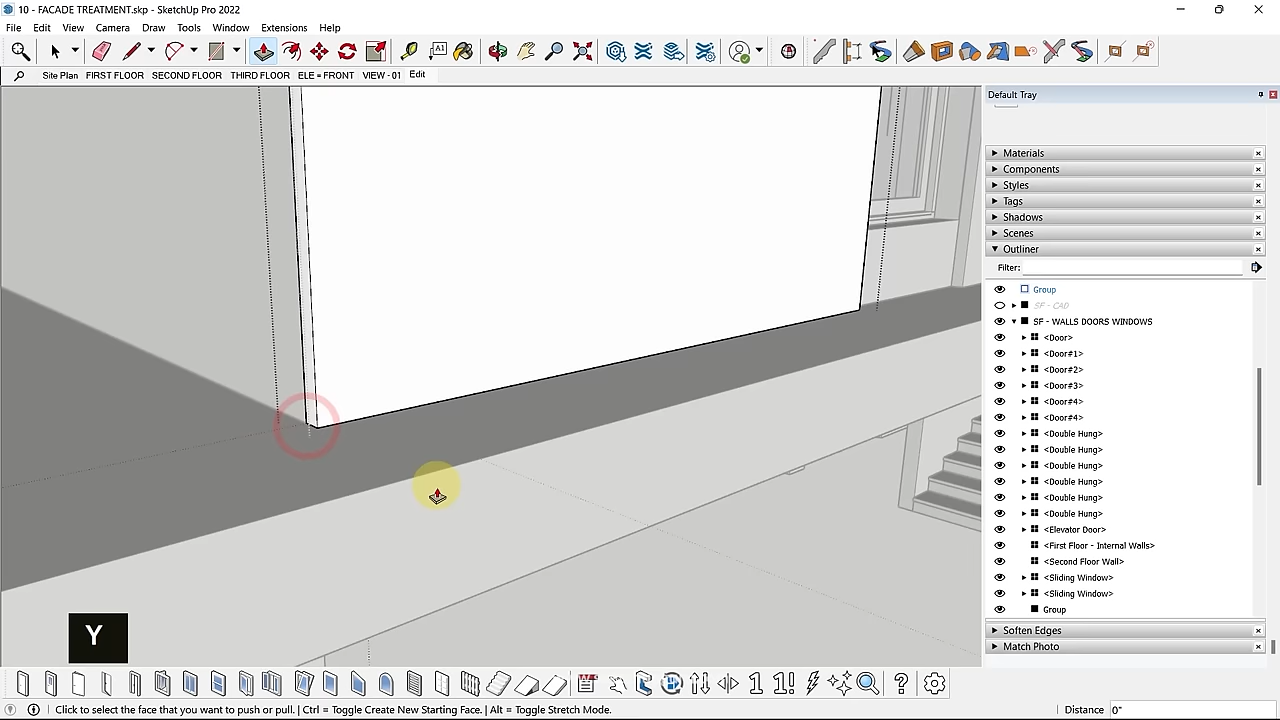 10 - FACADE TREATMENT.skp - SketchUp Pro 2022
File Edit View Camera Draw Tools Window Extensions Help
Site Plan FIRST FLOOR SECOND FLOOR THIRD FLOOR ELE = FRONT VIEW - 01 Edit
Default Tray
Materials
Components
Styles
Tags
Shadows
Scenes
Outliner
Filter:
Group
SF - CAD
SF - WALLS DOORS WINDOWS
<Door>
<Door#1>
<Door#2>
<Door#3>
<Door#4>
<Door#4>
<Double Hung>
<Double Hung>
<Double Hung>
<Double Hung>
<Double Hung>
<Double Hung>
<Elevator Door>
<First Floor - Internal Walls>
<Second Floor Wall>
<Sliding Window>
<Sliding Window>
Group
Soften Edges
Match Photo
Y
Click to select the face that you want to push or pull. | Ctrl = Toggle Create New Starting Face. | Alt = Toggle Stretch Mode.
Distance 0"